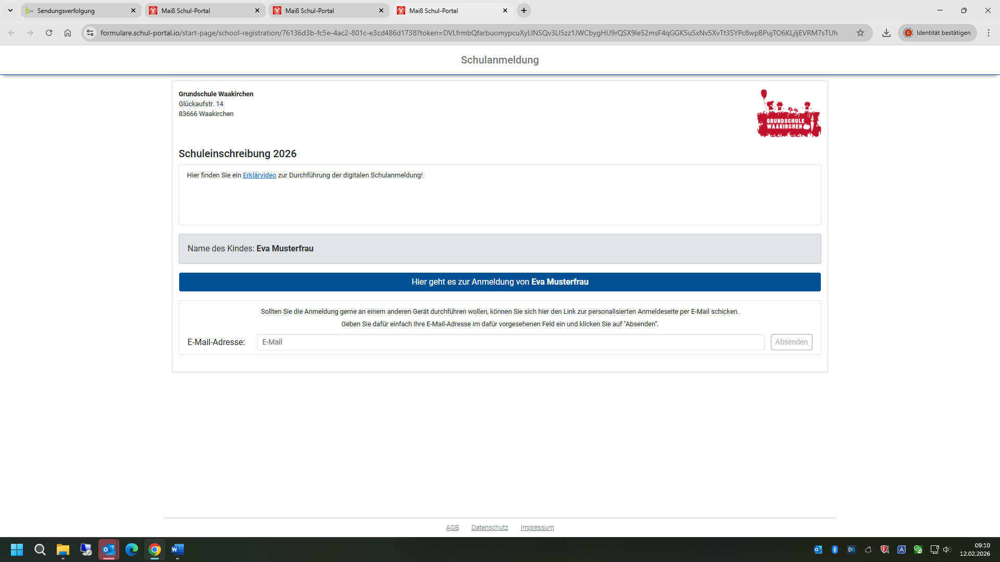 Sendungsverfolgung
Maiß Schul-Portal
Maiß Schul-Portal
Maiß Schul-Portal
formulare.schul-portal.io/start-page/school-registration/76136d3b-fc5e-4ac2-801c-e3cd486d1738?token=DVLfrmbQfarbuomypcuXyLINSQv3LI5zz1JWCbygHU9rQSX9Ie52msF4qGGK5uSxNv5XvTt3SYPc8wpBPujTO6KLjIjEVRM7sTUh
G
Identität bestätigen
Schulanmeldung
Grundschule Waakirchen
Glückaufstr. 14
83666 Waakirchen
GRUNDSCHULE
WAAKIRCHEN
Schuleinschreibung 2026
Hier finden Sie ein Erklärvideo zur Durchführung der digitalen Schulanmeldung!
Name des Kindes: Eva Musterfrau
Hier geht es zur Anmeldung von Eva Musterfrau
Sollten Sie die Anmeldung gerne an einem anderen Gerät durchführen wollen, können Sie sich hier den Link zur personalisierten Anmeldeseite per E-Mail schicken.
Geben Sie dafür einfach Ihre E-Mail-Adresse im dafür vorgesehenen Feld ein und klicken Sie auf "Absenden".
E-Mail-Adresse:
E-Mail
Absenden
AGB
Datenschutz
Impressum
09:10
12.02.2026